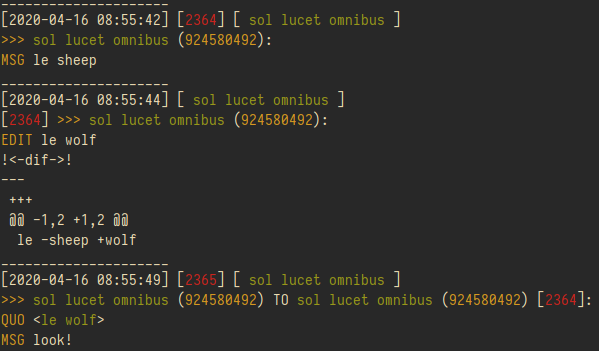 _____________________
[2020-04-16 08:55:42] [2364] [ sol lucet omnibus ]
>>> sol lucet omnibus (924580492):
MSG le sheep
_____________________
[2020-04-16 08:55:44] [ sol lucet omnibus ]
[2364] >>> sol lucet omnibus (924580492):
EDIT le wolf
!<-dif->!
---
+++
@@ -1,2 +1,2 @@
le -sheep +wolf
_____________________
[2020-04-16 08:55:49] [2365] [ sol lucet omnibus ]
>>> sol lucet omnibus (924580492) TO sol lucet omnibus (924580492) [2364]:
QUO <le wolf>
MSG look!